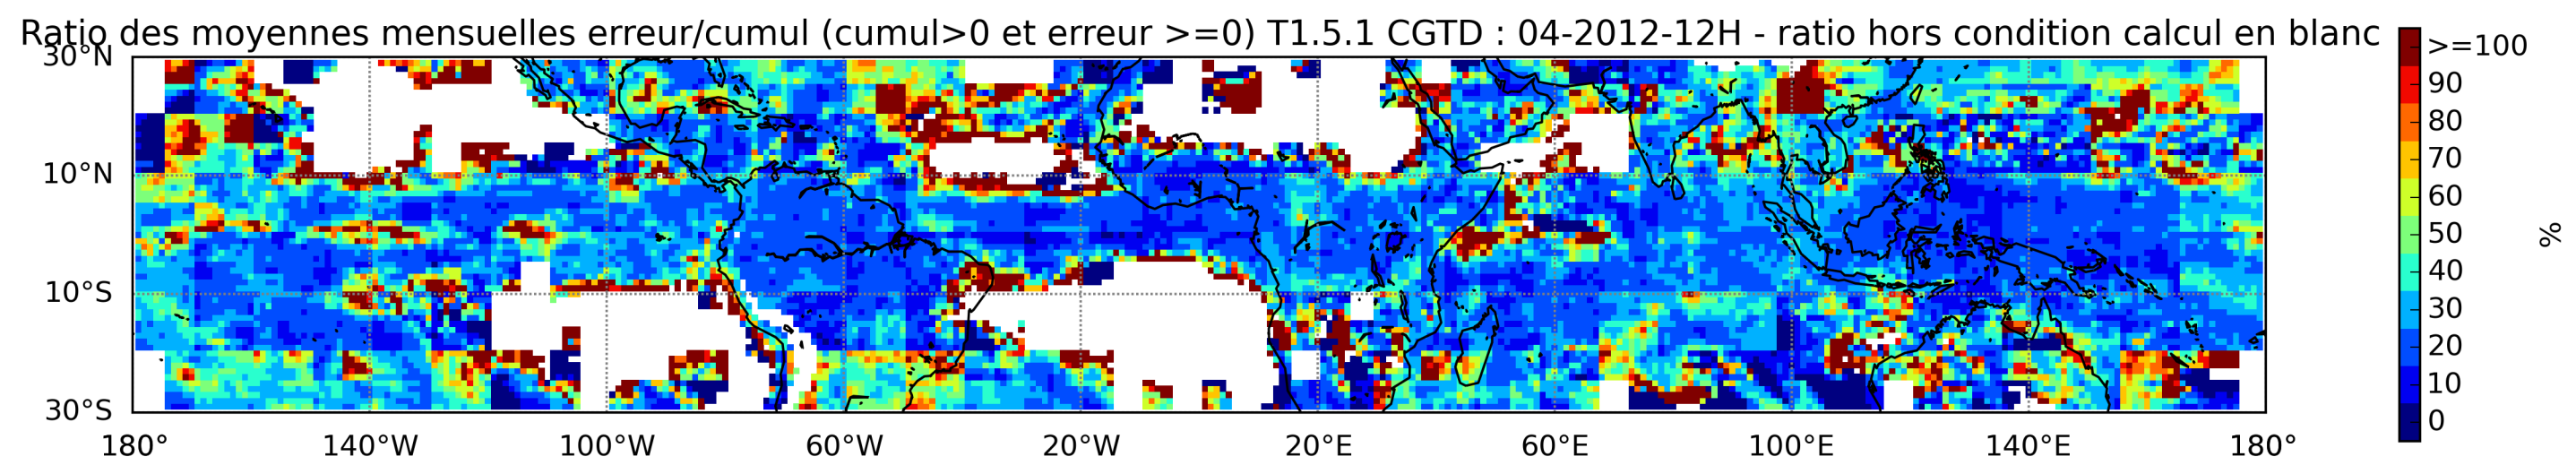 Ratio des moyennes mensuelles erreur/cumul (cumul>0 et erreur >=0) T1.5.1 CGTD : 04-2012-12H - ratio hors condition calcul en blanc
30°N
10°N
10°S
30°S
180° 140°W 100°W 60°W 20°W 20°E 60°E 100°E 140°E 180°
>=100
90
80
70
60
50
40
30
20
10
0
%